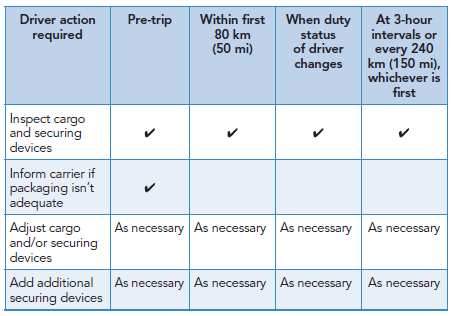 Driver action required
Pre-trip
Within first 80 km (50 mi)
When duty status of driver changes
At 3-hour intervals or every 240 km (150 mi), whichever is first
Inspect cargo and securing devices
✔ ✔ ✔ ✔
Inform carrier if packaging isn't adequate
✔
Adjust cargo and/or securing devices
As necessary As necessary As necessary As necessary
Add additional securing devices
As necessary As necessary As necessary As necessary